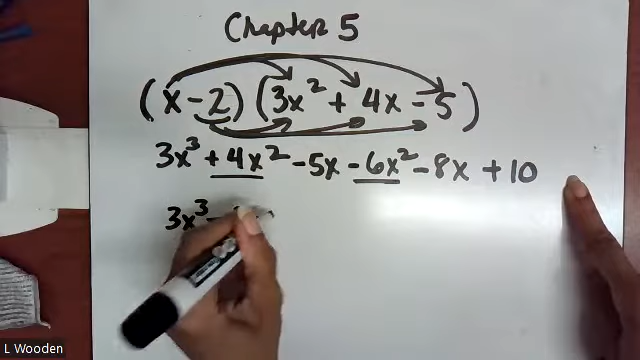 Chapter 5
(x - 2) (3x² + 4x - 5)
3x³ + 4x² - 5x - 6x² - 8x + 10
3x³ -
L Wooden